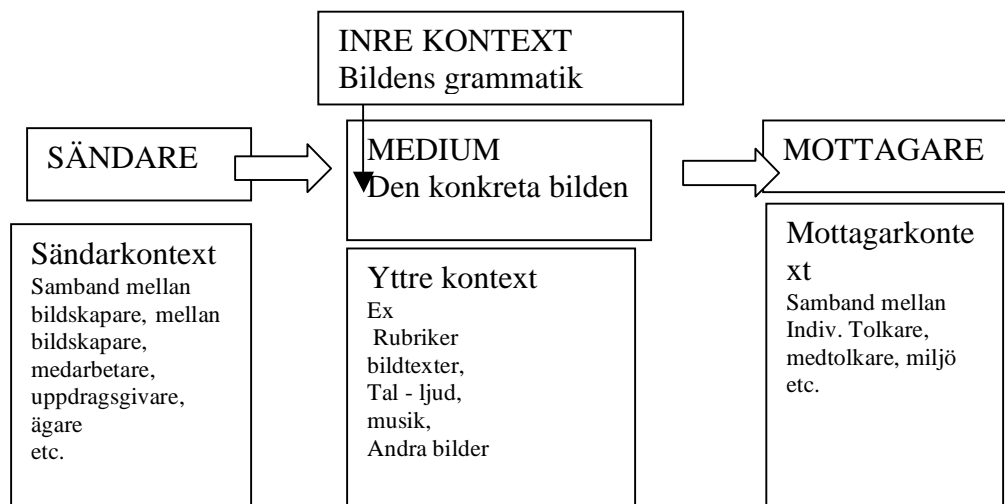 INRE KONTEXT
Bildens grammatik
SÄNDARE
MEDIUM
Den konkreta bilden
MOTTAGARE
Sändarkontext
Samband mellan
bildskapare, mellan
bildskapare,
medarbetare,
uppdragsgivare,
ägare
etc.
Yttre kontext
Ex
Rubriker
bildtexter,
Tal - ljud,
musik,
Andra bilder
Mottagarkonte
xt
Samband mellan
Indiv. Tolkare,
medtolkare, miljö
etc.